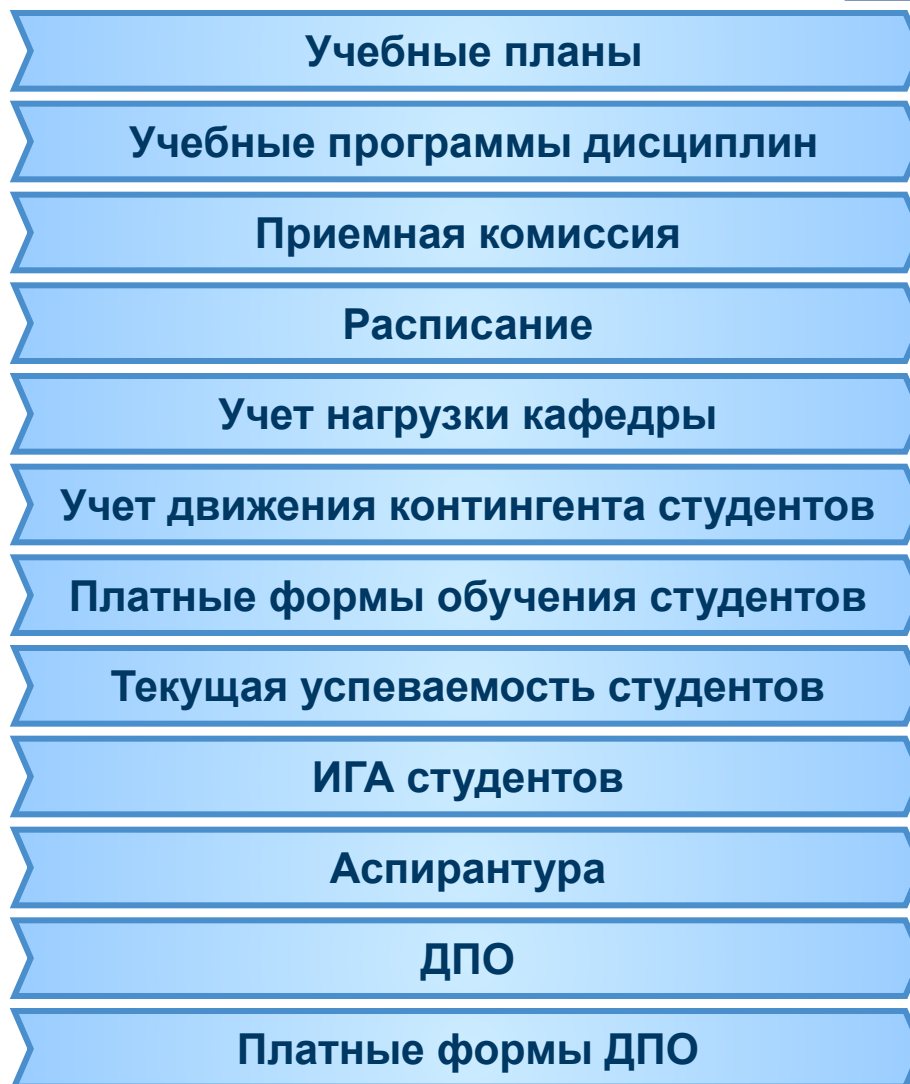 Учебные планы
Учебные программы дисциплин
Приемная комиссия
Расписание
Учет нагрузки кафедры
Учет движения контингента студентов
Платные формы обучения студентов
Текущая успеваемость студентов
ИГА студентов
Аспирантура
ДПО
Платные формы ДПО